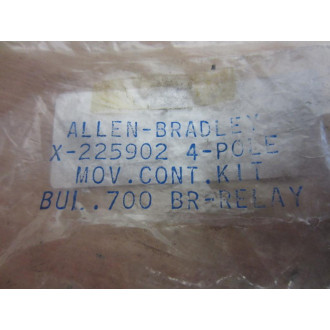 ALLEN-BRADLEY
X-225902 4-POLE
MOV.CONT.KIT
BUL.700 BR-RELAY